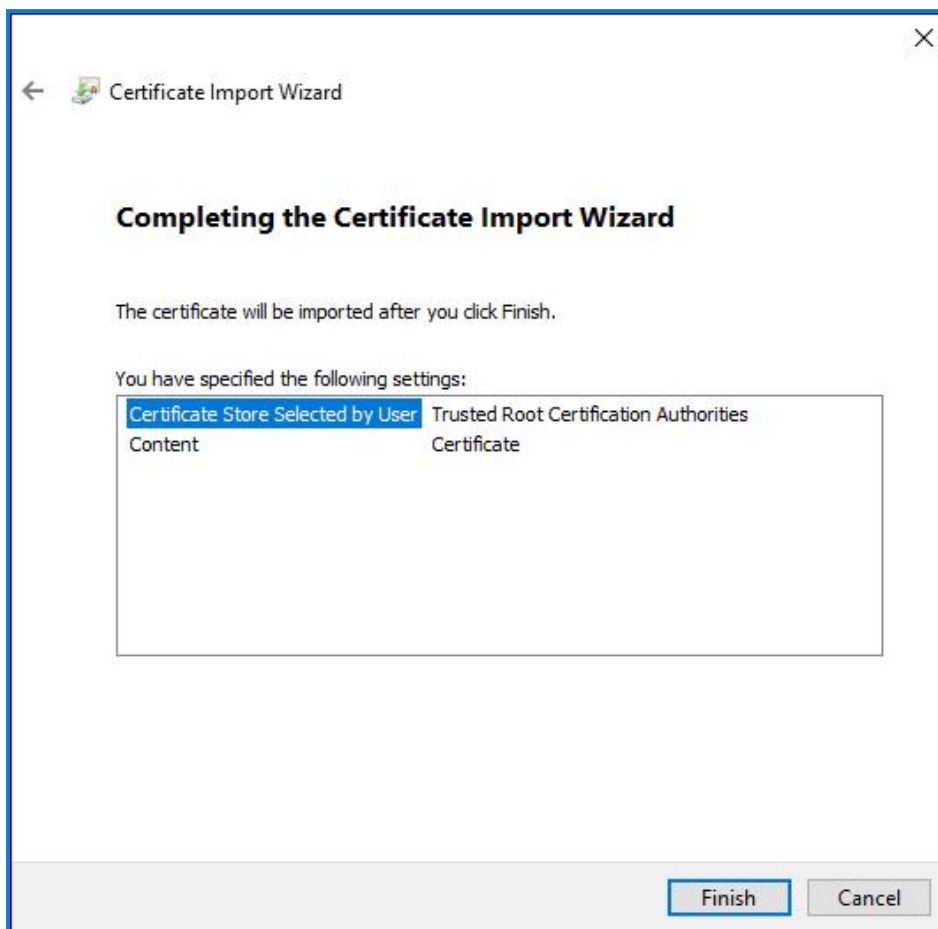 Certificate Import Wizard
Completing the Certificate Import Wizard
The certificate will be imported after you click Finish.
You have specified the following settings:
Certificate Store Selected by User Trusted Root Certification Authorities
Content Certificate
Finish Cancel